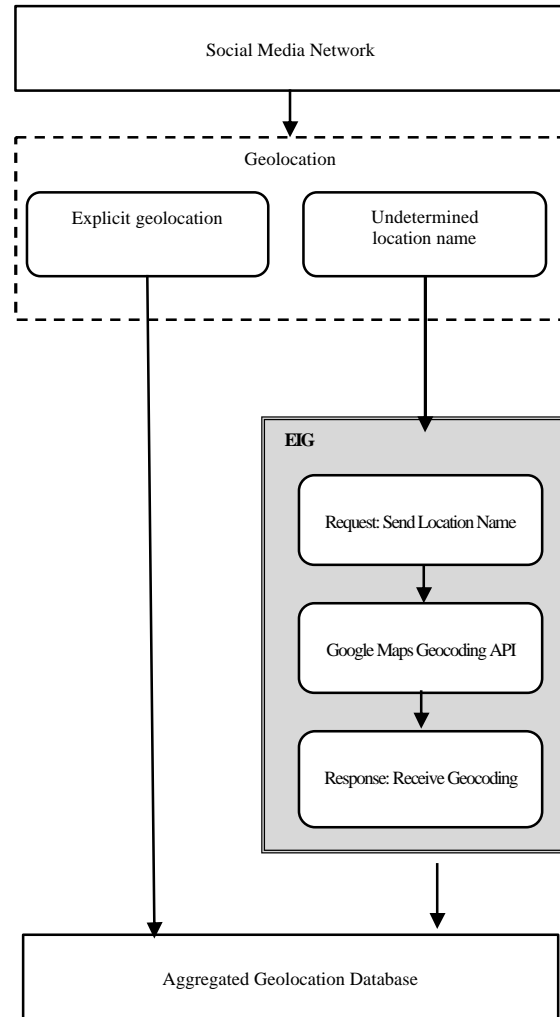 Social Media Network
Geolocation
Explicit geolocation
Undetermined
location name
EIG
Request: Send Location Name
Google Maps Geocoding API
Response: Receive Geocoding
Aggregated Geolocation Database